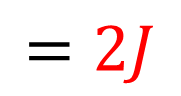 = 2J